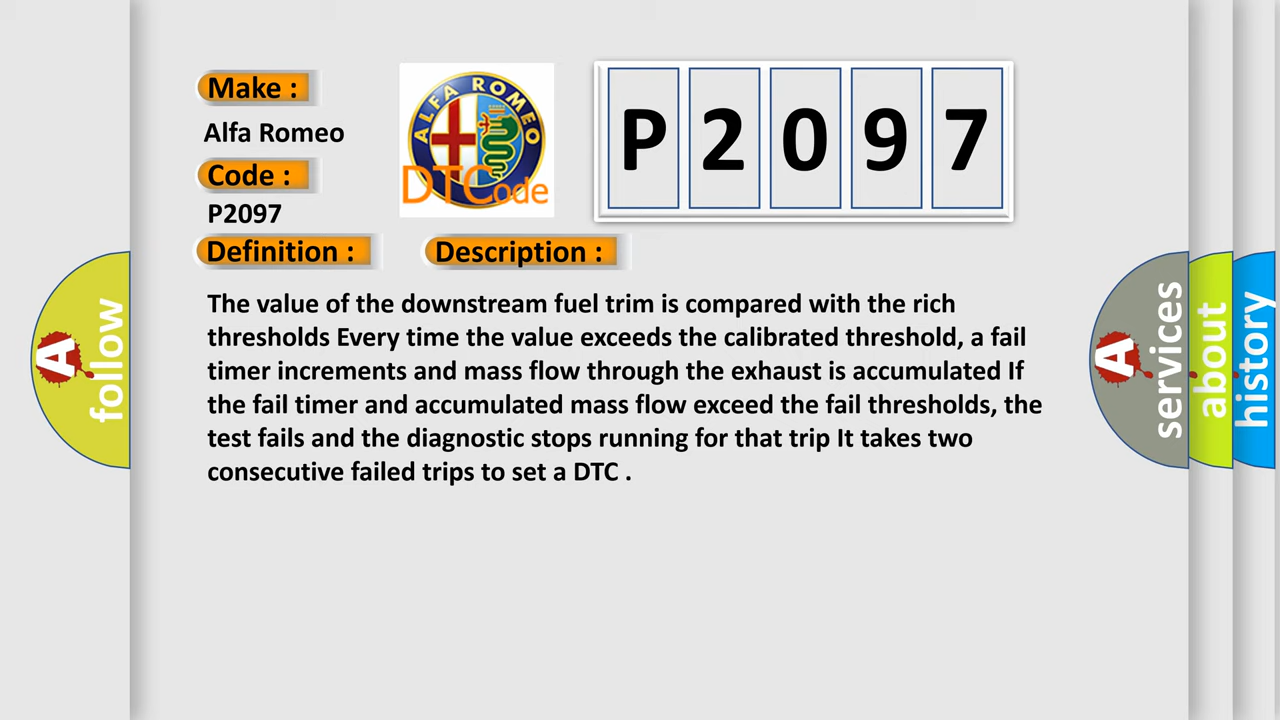 Make :
Alfa Romeo
Code :
P2097
Definition :
Description :
ALFA ROMEO
DTCode
P2097
The value of the downstream fuel trim is compared with the rich
thresholds Every time the value exceeds the calibrated threshold, a fail
timer increments and mass flow through the exhaust is accumulated If
the fail timer and accumulated mass flow exceed the fail thresholds, the
test fails and the diagnostic stops running for that trip It takes two
consecutive failed trips to set a DTC .
A follow
A services
about
history